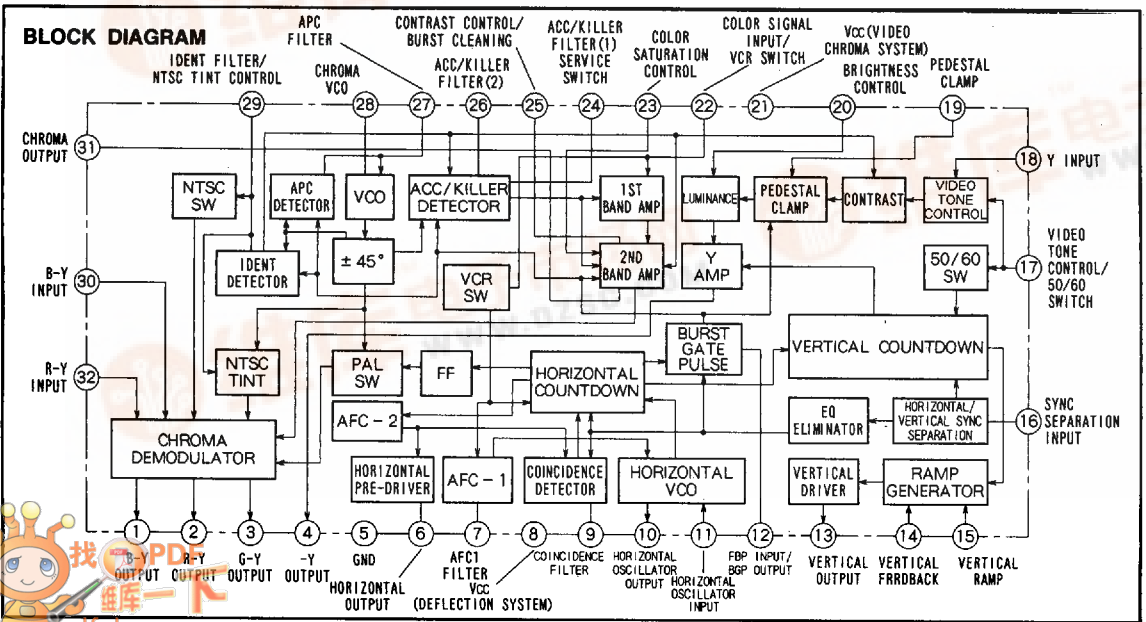 BLOCK DIAGRAM
IDENT FILTER/
NTSC TINT CONTROL
CHROMA
VCO
APC
FILTER
CONTRAST CONTROL/
BURST CLEANING
ACC/KILLER
FILTER(2)
ACC/KILLER
FILTER(1)
SERVICE
SWITCH
COLOR
SATURATION
CONTROL
COLOR SIGNAL
INPUT/
VCR SWITCH
Vcc(VIDEO
CHROMA SYSTEM)
BRIGHTNESS
CONTROL
PEDESTAL
CLAMP
29
28
27
26
25
24
23
22
21
20
19
CHROMA
OUTPUT
31
18
Y INPUT
NTSC
SW
APC
DETECTOR
VCO
ACC/KILLER
DETECTOR
1ST
BAND AMP
LUMINANCE
PEDESTAL
CLAMP
CONTRAST
VIDEO
TONE
CONTROL
IDENT
DETECTOR
± 45°
VCR
SW
2ND
BAND AMP
Y
AMP
50/60
SW
17
VIDEO
TONE
CONTROL/
50/60
SWITCH
B-Y
INPUT
30
R-Y
INPUT
32
NTSC
TINT
PAL
SW
FF
HORIZONTAL
COUNTDOWN
BURST
GATE
PULSE
VERTICAL COUNTDOWN
AFC-2
EQ
ELIMINATOR
HORIZONTAL/
VERTICAL SYNC
SEPARATION
16
SYNC
SEPARATION
INPUT
CHROMA
DEMODULATOR
HORIZONTAL
PRE-DRIVER
AFC-1
COINCIDENCE
DETECTOR
HORIZONTAL
VCO
VERTICAL
DRIVER
RAMP
GENERATOR
1
2
3
4
5
6
7
8
9
10
11
12
13
14
15
B-Y
OUTPUT
R-Y
OUTPUT
G-Y
OUTPUT
-Y
OUTPUT
GND
HORIZONTAL
OUTPUT
AFC1
FILTER
Vcc
(DEFLECTION SYSTEM)
COINCIDENCE
FILTER
HORIZONTAL
OSCILLATOR
OUTPUT
HORIZONTAL
OSCILLATOR
INPUT
FBP INPUT/
BGP OUTPUT
VERTICAL
OUTPUT
VERTICAL
FRRDBACK
VERTICAL
RAMP
找 PDF
维库一下